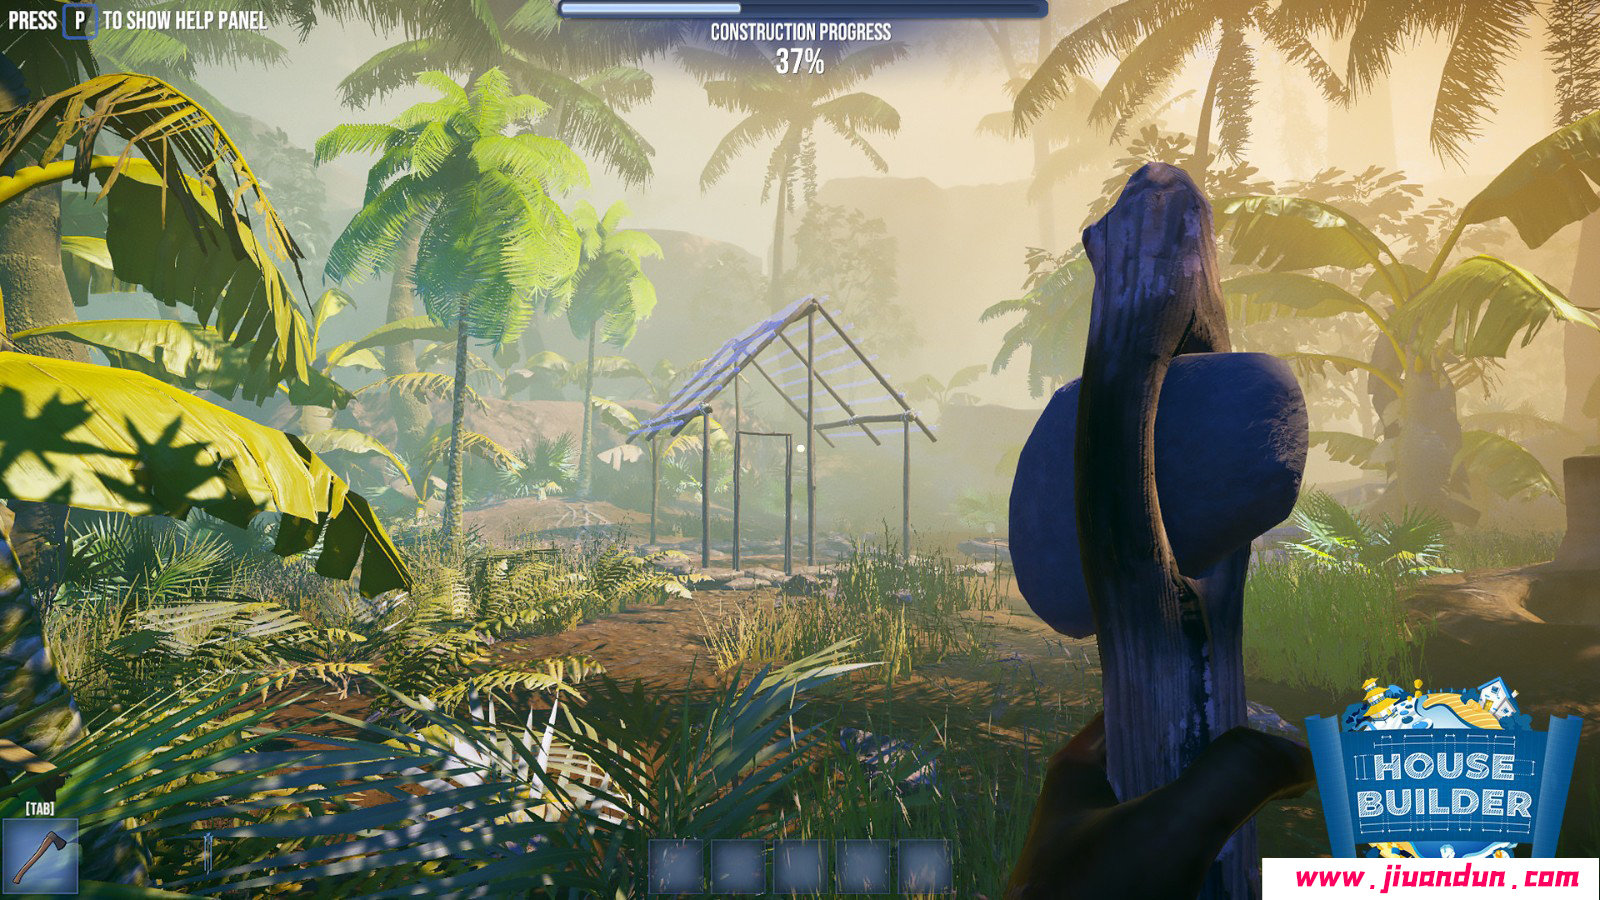 PRESS P TO SHOW HELP PANEL
CONSTRUCTION PROGRESS
37%
[TAB]
HOUSE
BUILDER
www.jiuandun.com